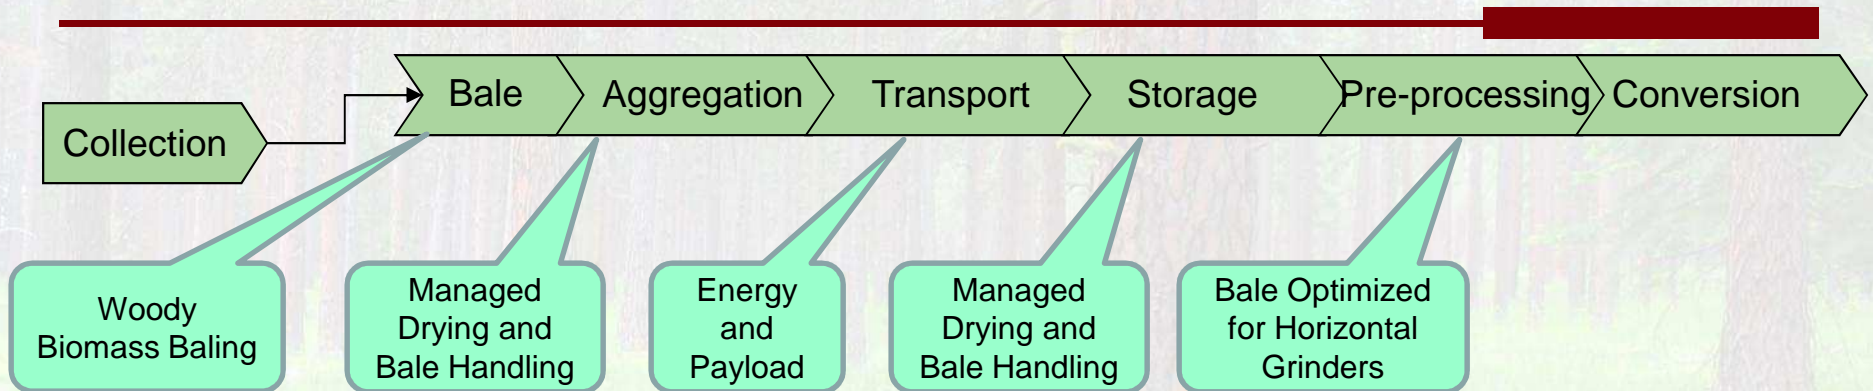 Collection
Bale
Aggregation
Transport
Storage
Pre-processing
Conversion
Woody
Biomass Baling
Managed
Drying and
Bale Handling
Energy
and
Payload
Managed
Drying and
Bale Handling
Bale Optimized
for Horizontal
Grinders